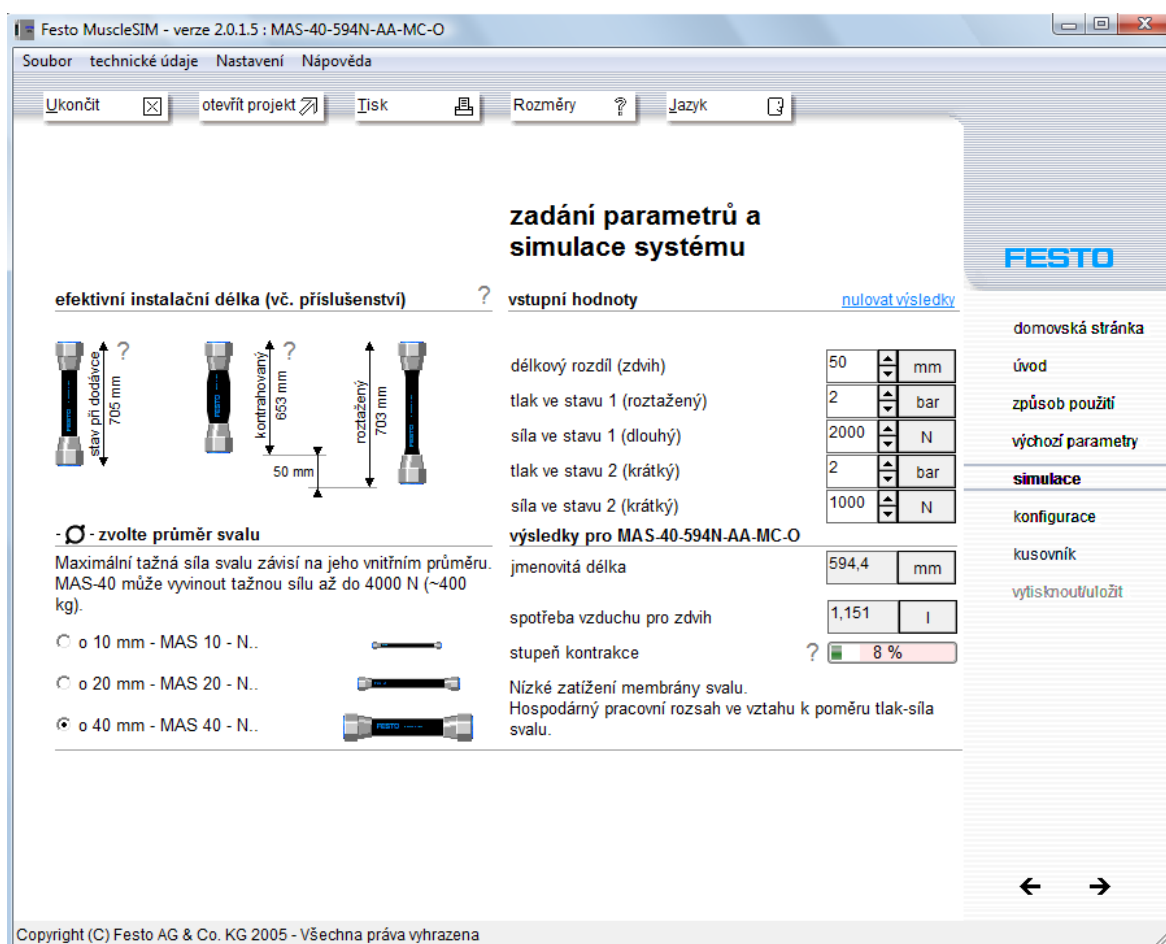 Festo MuscleSIM - verze 2.0.1.5 : MAS-40-594N-AA-MC-O
Soubor technické údaje Nastavení Nápověda
Ukončit otevřít projekt Tisk Rozměry ? Jazyk
zadání parametrů a
simulace systému
FESTO
efektivní instalační délka (vč. příslušenství) ?
stav při dodávce
705 mm
?
kontrahovaný
653 mm
?
50 mm
roztažený
703 mm
- Ø - zvolte průměr svalu
Maximální tažná síla svalu závisí na jeho vnitřním průměru.
MAS-40 může vyvinout tažnou sílu až do 4000 N (~400
kg).
o 10 mm - MAS 10 - N..
o 20 mm - MAS 20 - N..
o 40 mm - MAS 40 - N..
vstupní hodnoty nulovat výsledky
délkový rozdíl (zdvih) 50 mm
tlak ve stavu 1 (roztažený) 2 bar
síla ve stavu 1 (dlouhý) 2000 N
tlak ve stavu 2 (krátký) 2 bar
síla ve stavu 2 (krátký) 1000 N
výsledky pro MAS-40-594N-AA-MC-O
jmenovitá délka 594,4 mm
spotřeba vzduchu pro zdvih 1,151 l
stupeň kontrakce ? 8 %
Nízké zatížení membrány svalu.
Hospodárný pracovní rozsah ve vztahu k poměru tlak-síla
svalu.
domovská stránka
úvod
způsob použití
výchozí parametry
simulace
konfigurace
kusovník
vytisknout/uložit
Copyright (C) Festo AG & Co. KG 2005 - Všechna práva vyhrazena